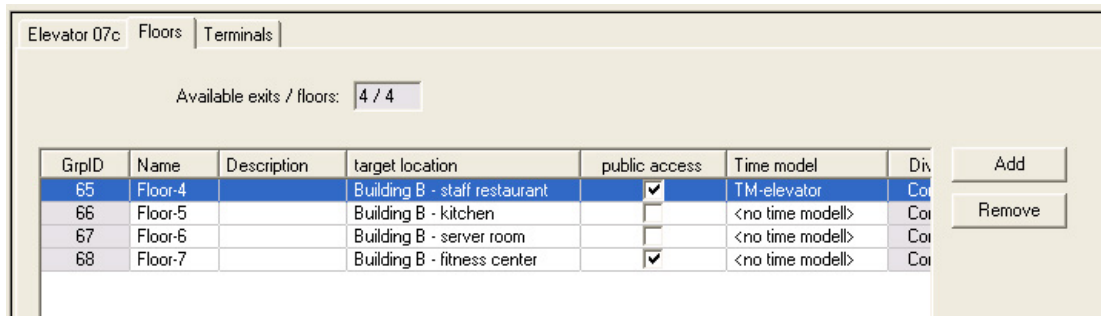 Elevator 07c Floors Terminals
Available exits / floors: 4 / 4
GrpID Name Description target location public access Time model Div Add
65 Floor-4 Building B - staff restaurant TM-elevator Cor
66 Floor-5 Building B - kitchen <no time modell> Cor Remove
67 Floor-6 Building B - server room <no time modell> Cor
68 Floor-7 Building B - fitness center <no time modell> Cor